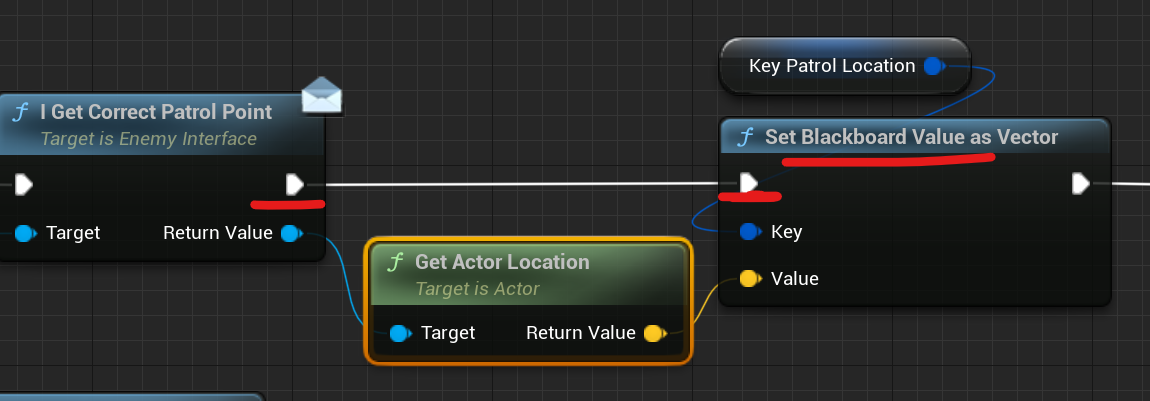 Key Patrol Location
f I Get Correct Patrol Point
Target is Enemy Interface
f Set Blackboard Value as Vector
Target Return Value
Key
f Get Actor Location
Target is Actor
Value
Target Return Value